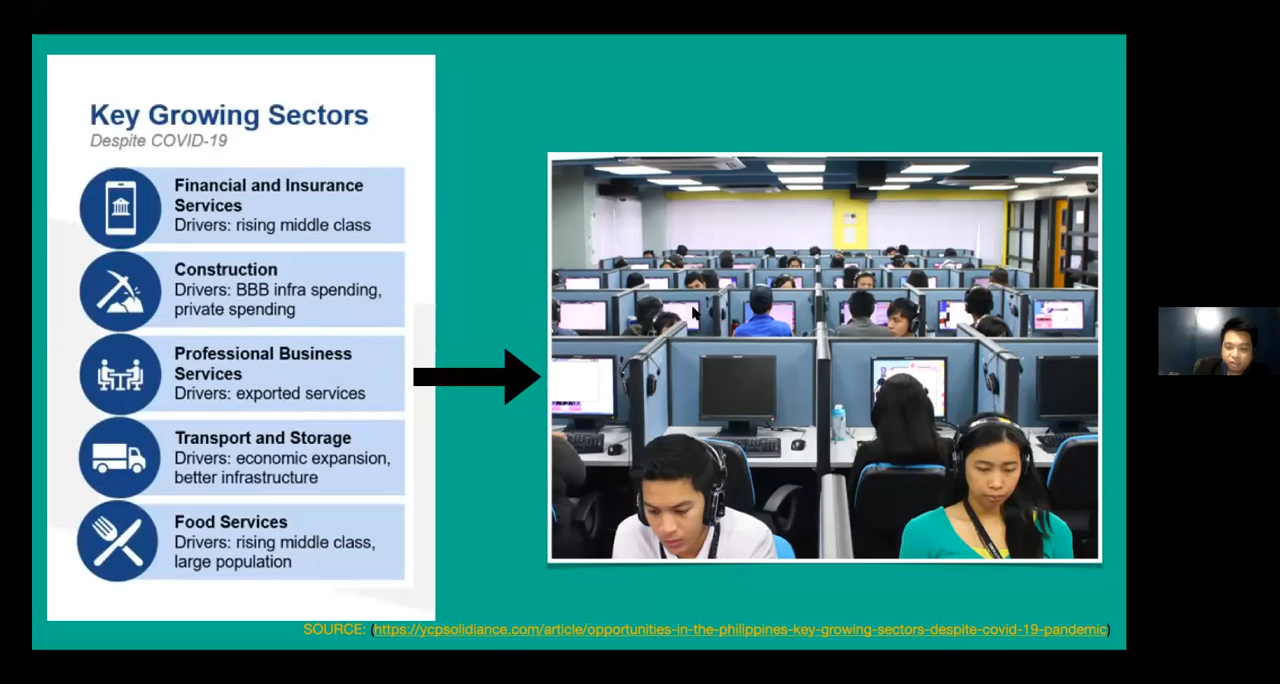 Key Growing Sectors
Despite COVID-19
Financial and Insurance
Services
Drivers: rising middle class
Construction
Drivers: BBB infra spending,
private spending
Professional Business
Services
Drivers: exported services
Transport and Storage
Drivers: economic expansion,
better infrastructure
Food Services
Drivers: rising middle class,
large population
SOURCE: (https://ycpsolidiance.com/article/opportunities-in-the-philippines-key-growing-sectors-despite-covid-19-pandemic)